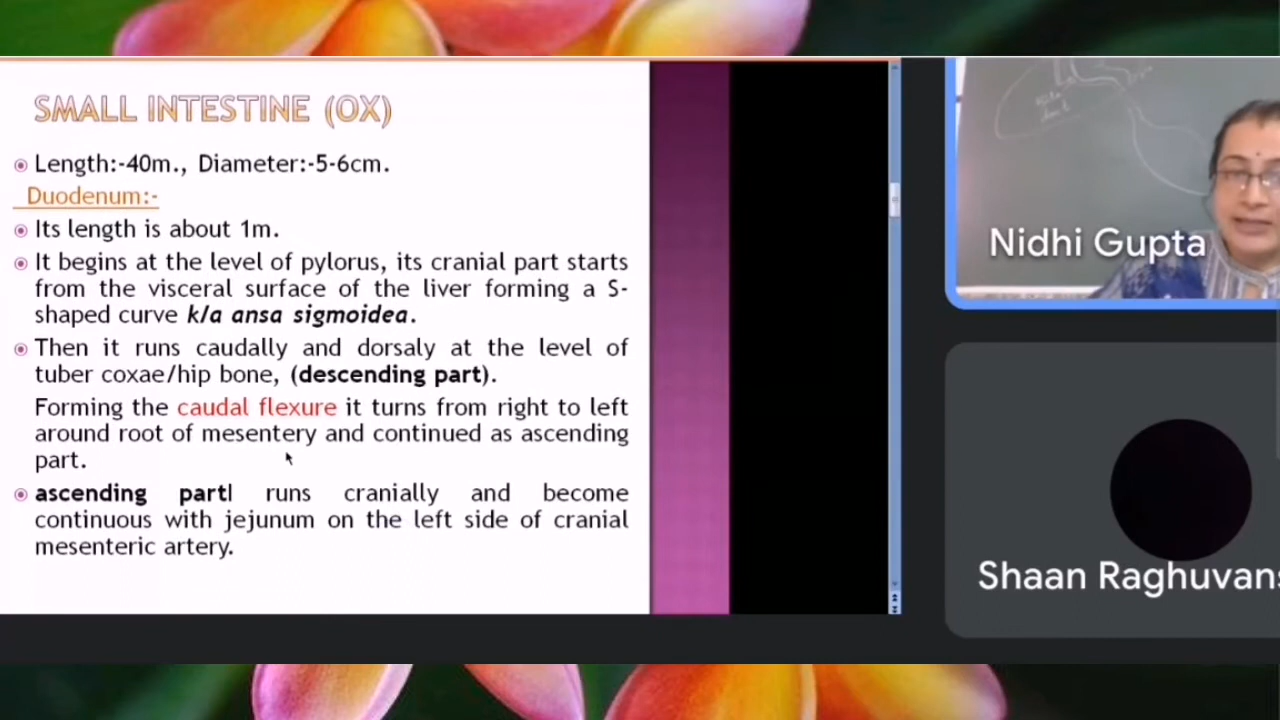 SMALL INTESTINE (OX)
Length:-40m., Diameter:-5-6cm.
Duodenum:-
Its length is about 1m.
It begins at the level of pylorus, its cranial part starts
from the visceral surface of the liver forming a S-
shaped curve k/a ansa sigmoidea.
Then it runs caudally and dorsaly at the level of
tuber coxae/hip bone, (descending part).
Forming the caudal flexure it turns from right to left
around root of mesentery and continued as ascending
part.
ascending partl runs cranially and become
continuous with jejunum on the left side of cranial
mesenteric artery.
Nidhi Gupta
Shaan Raghuvans